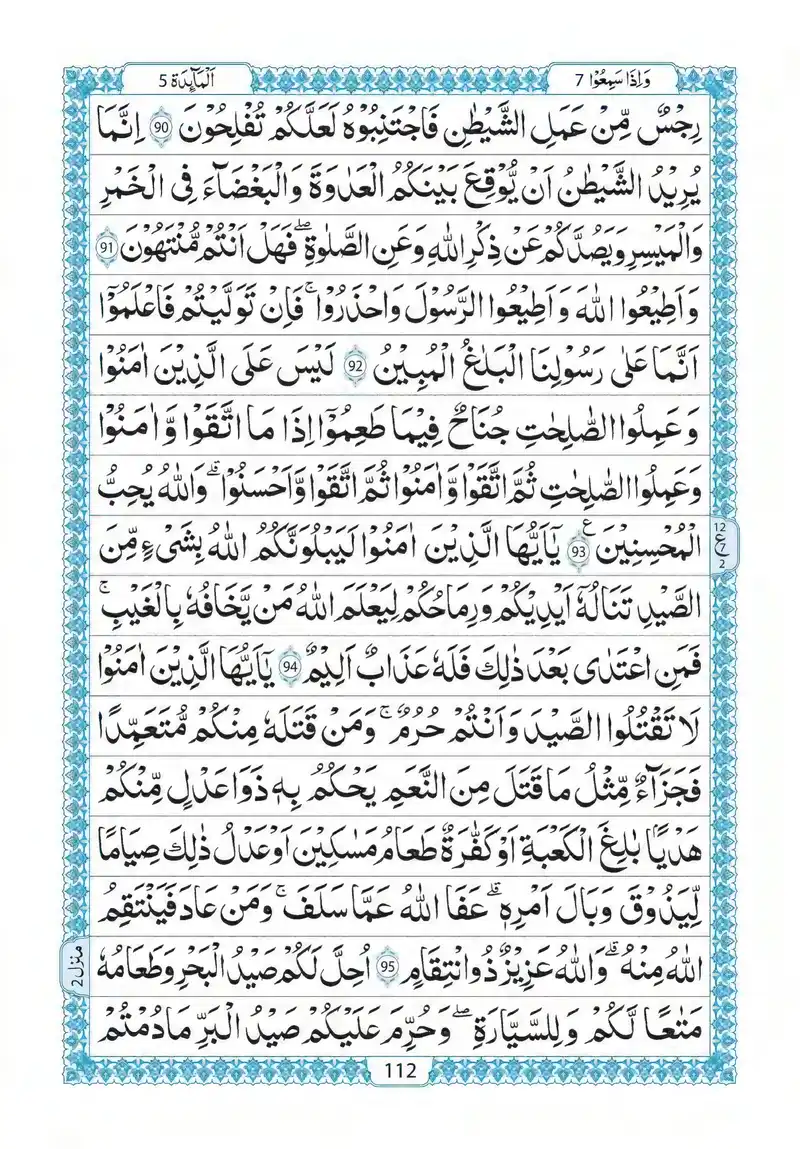 وَاِذَا سَمِعُوْا 7
اَلْمَآئِدَة 5
رِجْسٌ مِّنْ عَمَلِ الشَّيْطٰنِ فَاجْتَنِبُوْهُ لَعَلَّكُمْ تُفْلِحُوْنَ 90 اِنَّمَا
يُرِيْدُ الشَّيْطٰنُ اَنْ يُّوْقِعَ بَيْنَكُمُ الْعَدَاوَةَ وَالْبَغْضَآءَ فِى الْخَمْرِ
وَالْمَيْسِرِ وَيَصُدَّكُمْ عَنْ ذِكْرِ اللّٰهِ وَعَنِ الصَّلٰوةِ ۖ فَهَلْ اَنْتُمْ مُّنْتَهُوْنَ 91
وَاَطِيْعُوا اللّٰهَ وَاَطِيْعُوا الرَّسُوْلَ وَاحْذَرُوْا ۚ فَاِنْ تَوَلَّيْتُمْ فَاعْلَمُوْٓا
اَنَّمَا عَلٰى رَسُوْلِنَا الْبَلٰغُ الْمُبِيْنُ 92 لَيْسَ عَلَى الَّذِيْنَ اٰمَنُوْا
وَعَمِلُوا الصّٰلِحٰتِ جُنَاحٌ فِيْمَا طَعِمُوْٓا اِذَا مَا اتَّقَوْا وَّاٰمَنُوْا
وَعَمِلُوا الصّٰلِحٰتِ ثُمَّ اتَّقَوْا وَّاٰمَنُوْا ثُمَّ اتَّقَوْا وَّاَحْسَنُوْا ۗ وَاللّٰهُ يُحِبُّ
الْمُحْسِنِيْنَ 93 ع يٰٓاَيُّهَا الَّذِيْنَ اٰمَنُوْا لَيَبْلُوَنَّكُمُ اللّٰهُ بِشَىْءٍ مِّنَ
12 ع 7 2
الصَّيْدِ تَنَالُهٗٓ اَيْدِيْكُمْ وَرِمَاحُكُمْ لِيَعْلَمَ اللّٰهُ مَنْ يَّخَافُهٗ بِالْغَيْبِ ۚ
فَمَنِ اعْتَدٰى بَعْدَ ذٰلِكَ فَلَهٗ عَذَابٌ اَلِيْمٌ 94 يٰٓاَيُّهَا الَّذِيْنَ اٰمَنُوْا
لَا تَقْتُلُوا الصَّيْدَ وَاَنْتُمْ حُرُمٌ ۚ وَمَنْ قَتَلَهٗ مِنْكُمْ مُّتَعَمِّدًا
فَجَزَآءٌ مِّثْلُ مَا قَتَلَ مِنَ النَّعَمِ يَحْكُمُ بِهٖ ذَوَا عَدْلٍ مِّنْكُمْ
هَدْيًۢا بٰلِغَ الْكَعْبَةِ اَوْ كَفَّارَةٌ طَعَامُ مَسٰكِيْنَ اَوْ عَدْلُ ذٰلِكَ صِيَامًا
لِّيَذُوْقَ وَبَالَ اَمْرِهٖ ۗ عَفَا اللّٰهُ عَمَّا سَلَفَ ۚ وَمَنْ عَادَ فَيَنْتَقِمُ
اللّٰهُ مِنْهُ ۗ وَاللّٰهُ عَزِيْزٌ ذُو انْتِقَامٍ 95 اُحِلَّ لَكُمْ صَيْدُ الْبَحْرِ وَطَعَامُهٗ
منزل 2
مَتَاعًا لَّكُمْ وَلِلسَّيَّارَةِ ۖ وَحُرِّمَ عَلَيْكُمْ صَيْدُ الْبَرِّ مَا دُمْتُمْ
112